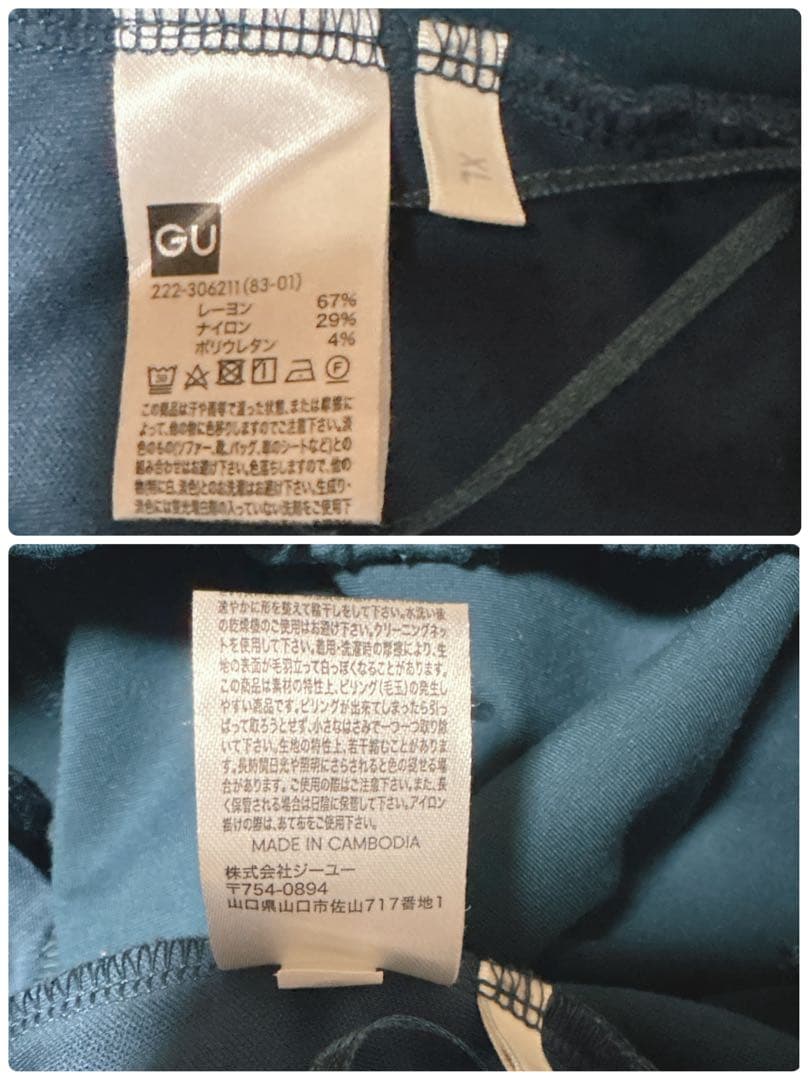 GU
XL
222-306211(83-01)
レーヨン 67%
ナイロン 29%
ポリウレタン 4%
30
F
この商品は汗や雨等で湿った状態、または摩擦に
よって、他の物に色移りしますのでご注意下さい。淡
色のもの(ソファー、靴、バッグ、車のシートなど)との
組み合わせはお避け下さい。色落ちしますので、他の
物(特に白、淡色)とのお洗濯はお避け下さい。生成り・
淡色には蛍光増白剤の入っていない洗剤をご使用下
速やかに形を整えて陰干しをして下さい。水洗い後
の乾燥機のご使用はお避け下さい。クリーニングネッ
トを使用して下さい。着用・洗濯時の摩擦により、生
地の表面が毛羽立って白っぽくなることがあります。
この商品は素材の特性上、ピリング(毛玉)の発生し
やすい商品です。ピリングが出来てしまったら引っ
ぱって取ろうとせず、小さなはさみで一つ一つ取り除
いて下さい。生地の特性上、若干縮むことがありま
す。長時間日光や照明にさらされると色の褪せる場
合があります。ご使用の際はご注意下さい。また、長
く保管される場合は日陰に保管して下さい。アイロン
掛けの際は、あて布をご使用下さい。
MADE IN CAMBODIA
株式会社ジーユー
〒754-0894
山口県山口市佐山717番地1